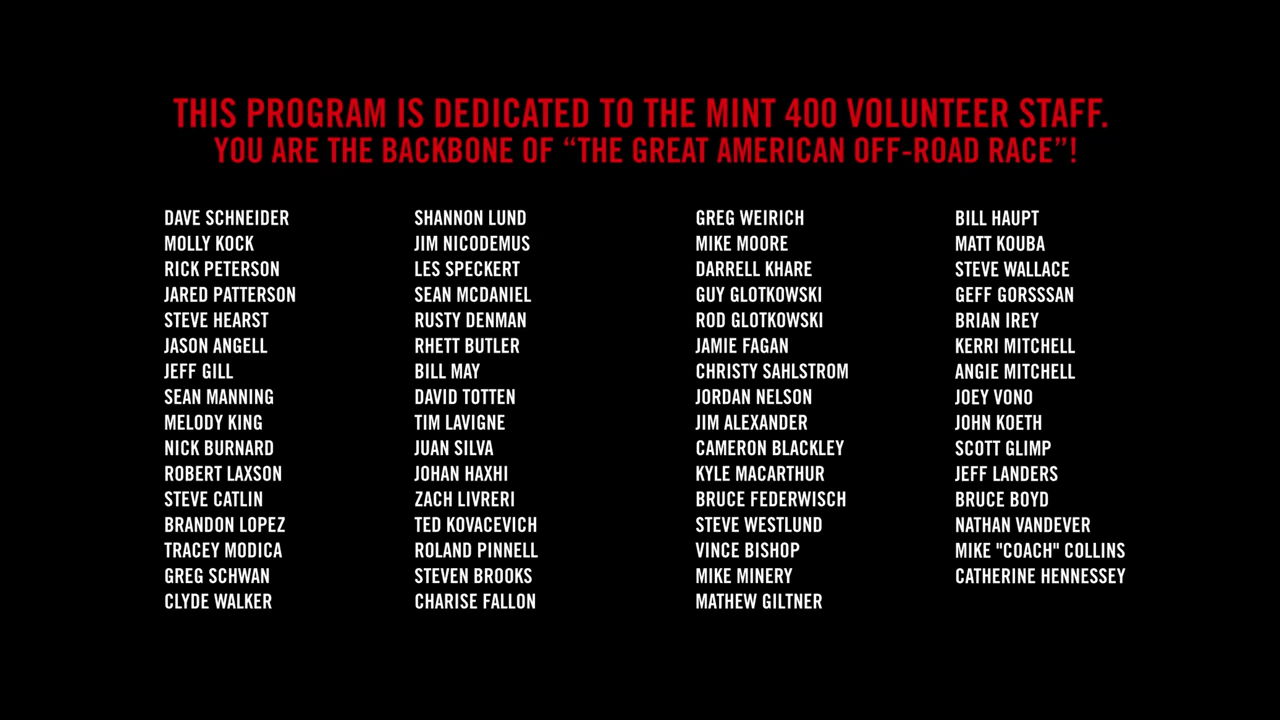 THIS PROGRAM IS DEDICATED TO THE MINT 400 VOLUNTEER STAFF.
YOU ARE THE BACKBONE OF “THE GREAT AMERICAN OFF-ROAD RACE”!
DAVE SCHNEIDER
MOLLY KOCK
RICK PETERSON
JARED PATTERSON
STEVE HEARST
JASON ANGELL
JEFF GILL
SEAN MANNING
MELODY KING
NICK BURNARD
ROBERT LAXSON
STEVE CATLIN
BRANDON LOPEZ
TRACEY MODICA
GREG SCHWAN
CLYDE WALKER
SHANNON LUND
JIM NICODEMUS
LES SPECKERT
SEAN MCDANIEL
RUSTY DENMAN
RHETT BUTLER
BILL MAY
DAVID TOTTEN
TIM LAVIGNE
JUAN SILVA
JOHAN HAXHI
ZACH LIVRERI
TED KOVACEVICH
ROLAND PINNELL
STEVEN BROOKS
CHARISE FALLON
GREG WEIRICH
MIKE MOORE
DARRELL KHARE
GUY GLOTKOWSKI
ROD GLOTKOWSKI
JAMIE FAGAN
CHRISTY SAHLSTROM
JORDAN NELSON
JIM ALEXANDER
CAMERON BLACKLEY
KYLE MACARTHUR
BRUCE FEDERWISCH
STEVE WESTLUND
VINCE BISHOP
MIKE MINERY
MATHEW GILTNER
BILL HAUPT
MATT KOUBA
STEVE WALLACE
GEFF GORSSSAN
BRIAN IREY
KERRI MITCHELL
ANGIE MITCHELL
JOEY VONO
JOHN KOETH
SCOTT GLIMP
JEFF LANDERS
BRUCE BOYD
NATHAN VANDEVER
MIKE "COACH" COLLINS
CATHERINE HENNESSEY